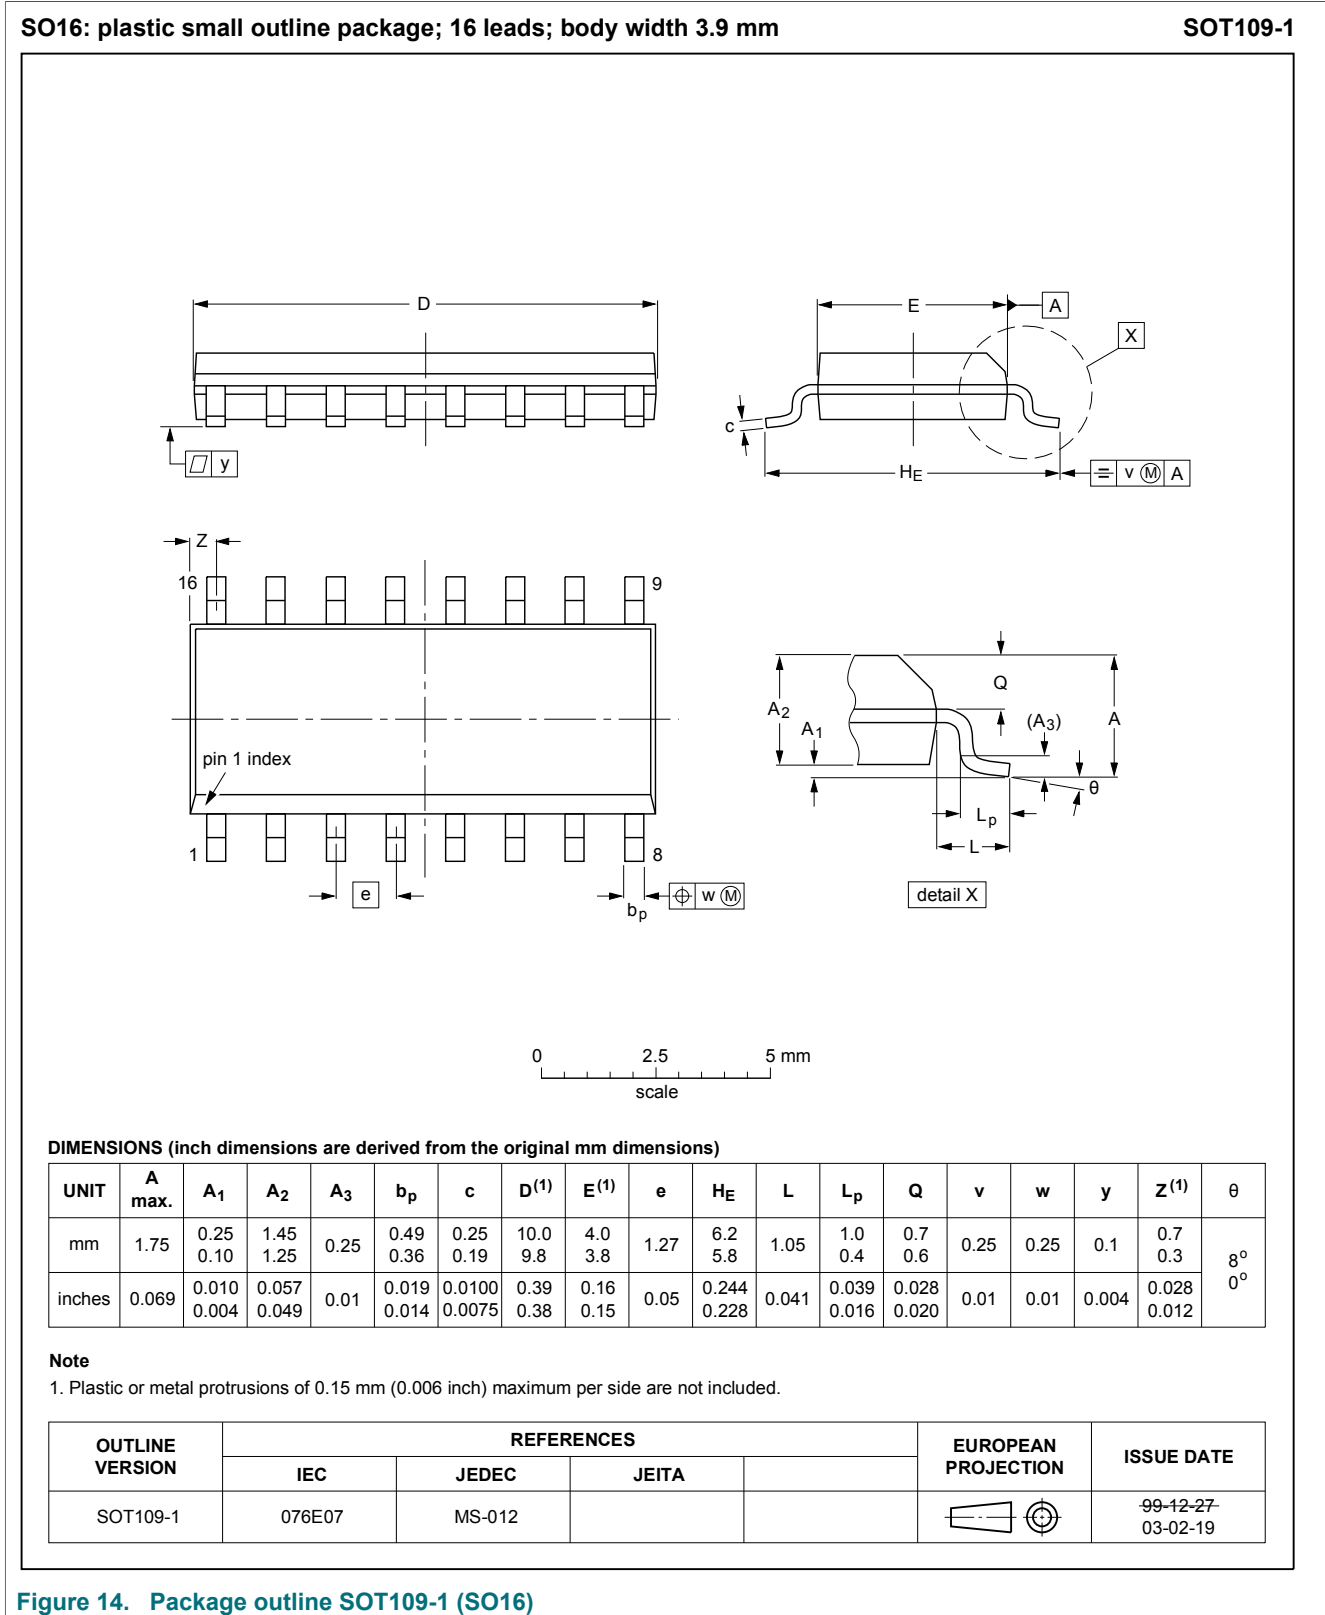 SO16: plastic small outline package; 16 leads; body width 3.9 mm SOT109-1
D
E A
X
c
y
HE
v M A
Z
16 9
pin 1 index
1 8
e
bp
w M
Q
A2
A1
(A3)
A
θ
Lp
L
detail X
0 2.5 5 mm
scale
DIMENSIONS (inch dimensions are derived from the original mm dimensions)
UNIT A max. A1 A2 A3 bp c D(1) E(1) e HE L Lp Q v w y Z(1) θ
mm 1.75 0.25 0.10 1.45 1.25 0.25 0.49 0.36 0.25 0.19 10.0 9.8 4.0 3.8 1.27 6.2 5.8 1.05 1.0 0.4 0.7 0.6 0.25 0.25 0.1 0.7 0.3 8° 0°
inches 0.069 0.010 0.004 0.057 0.049 0.01 0.019 0.014 0.0100 0.0075 0.39 0.38 0.16 0.15 0.05 0.244 0.228 0.041 0.039 0.016 0.028 0.020 0.01 0.01 0.004 0.028 0.012
Note
1. Plastic or metal protrusions of 0.15 mm (0.006 inch) maximum per side are not included.
OUTLINE VERSION REFERENCES EUROPEAN PROJECTION ISSUE DATE
IEC JEDEC JEITA
SOT109-1 076E07 MS-012 99-12-27 03-02-19
Figure 14. Package outline SOT109-1 (SO16)